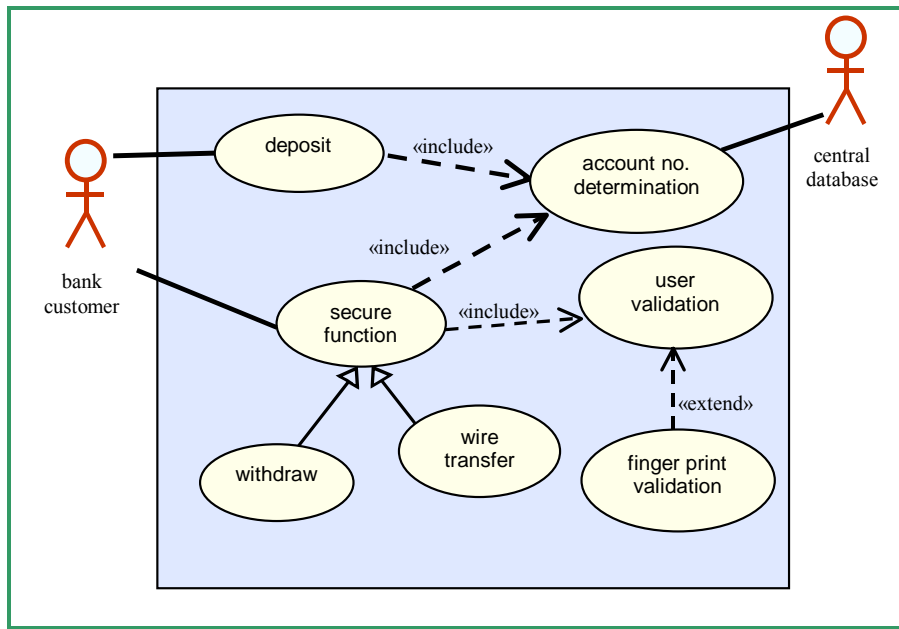 deposit
«include»
account no.
determination
central
database
bank
customer
«include»
secure
function
«include»
user
validation
«extend»
withdraw
wire
transfer
finger print
validation